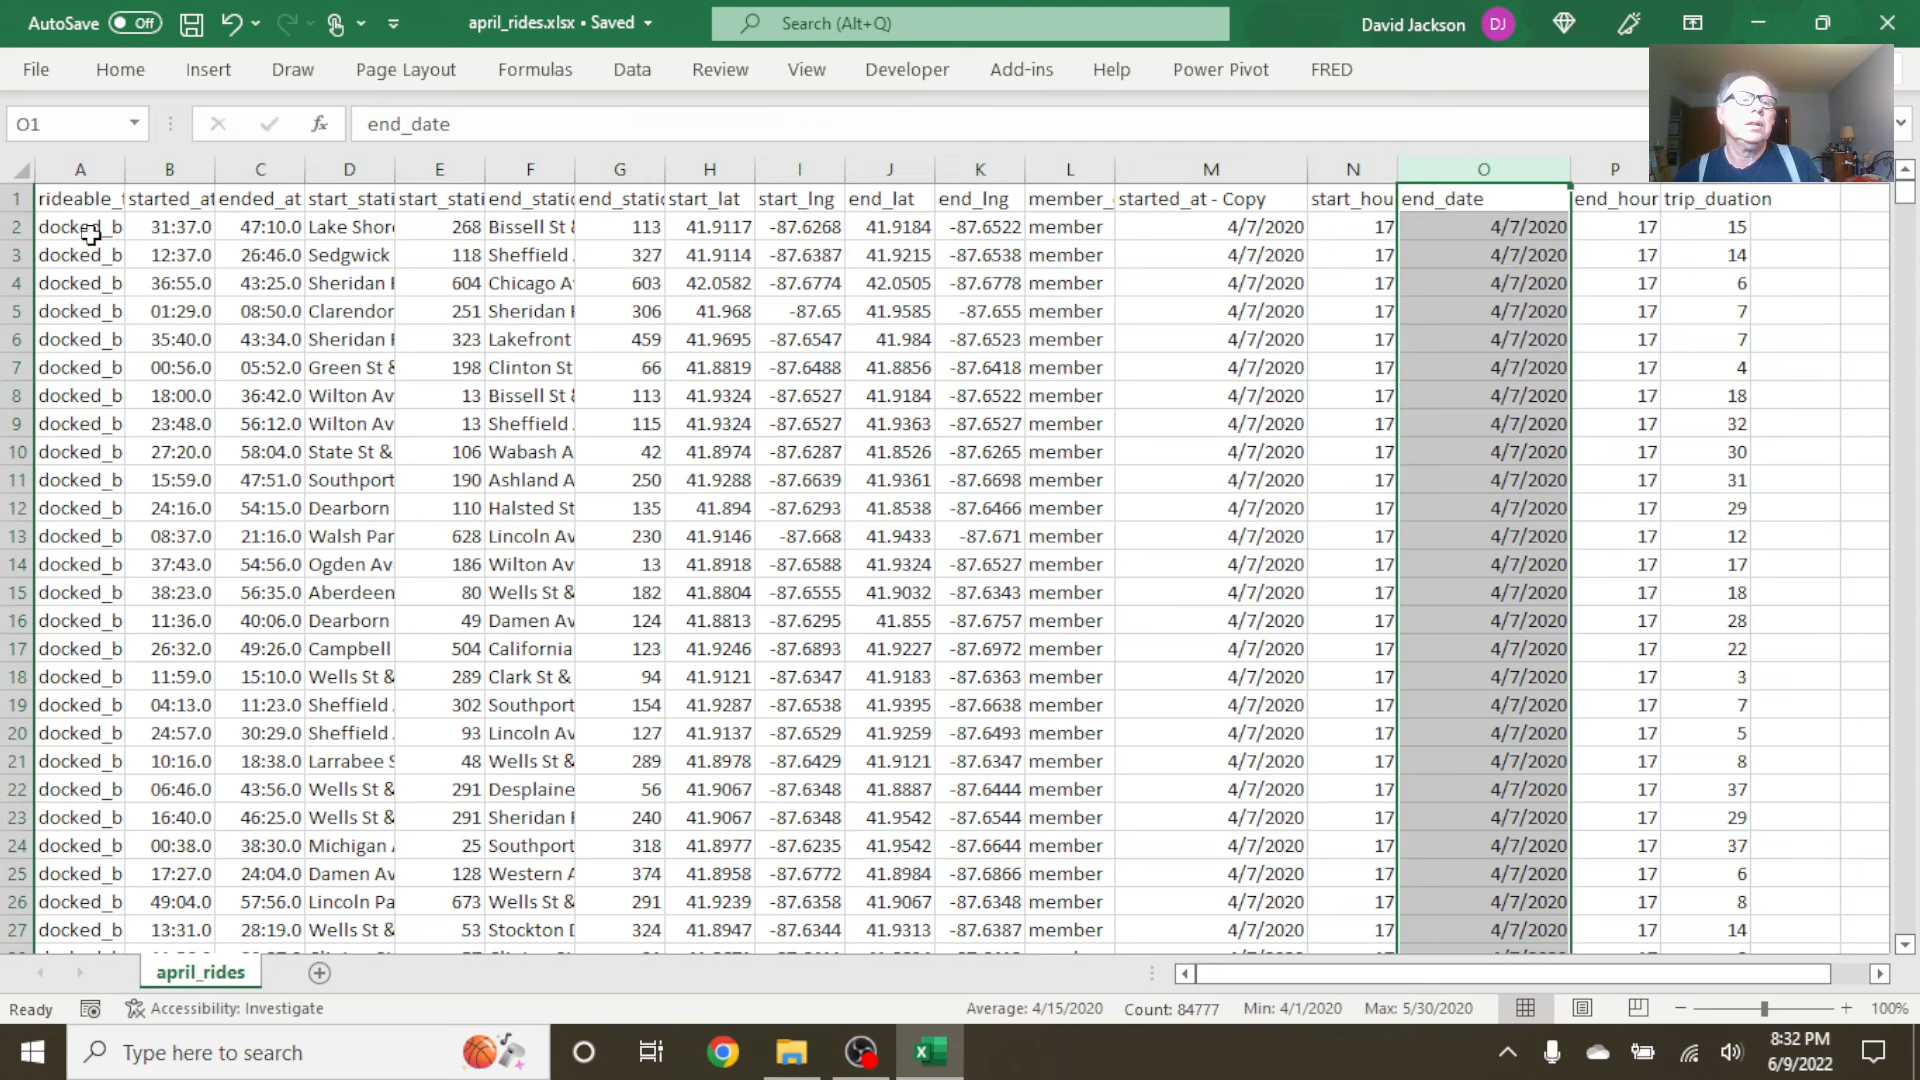 AutoSave Off april_rides.xlsx • Saved Search (Alt+Q) David Jackson DJ
File Home Insert Draw Page Layout Formulas Data Review View Developer Add-ins Help Power Pivot FRED
O1 fx end_date
A B C D E F G H I J K L M N O P
1 rideable_ started_at ended_at start_stati start_stati end_statio end_statio start_lat start_lng end_lat end_lng member_ started_at - Copy start_hou end_date end_hour trip_duation
2 docked_b 31:37.0 47:10.0 Lake Shor 268 Bissell St & 113 41.9117 -87.6268 41.9184 -87.6522 member 4/7/2020 17 4/7/2020 17 15
3 docked_b 12:37.0 26:46.0 Sedgwick 118 Sheffield 327 41.9114 -87.6387 41.9215 -87.6538 member 4/7/2020 17 4/7/2020 17 14
4 docked_b 36:55.0 43:25.0 Sheridan 604 Chicago A 603 42.0582 -87.6774 42.0505 -87.6778 member 4/7/2020 17 4/7/2020 17 6
5 docked_b 01:29.0 08:50.0 Clarendor 251 Sheridan 306 41.968 -87.65 41.9585 -87.655 member 4/7/2020 17 4/7/2020 17 7
6 docked_b 35:40.0 43:34.0 Sheridan 323 Lakefront 459 41.9695 -87.6547 41.984 -87.6523 member 4/7/2020 17 4/7/2020 17 7
7 docked_b 00:56.0 05:52.0 Green St & 198 Clinton St 66 41.8819 -87.6488 41.8856 -87.6418 member 4/7/2020 17 4/7/2020 17 4
8 docked_b 18:00.0 36:42.0 Wilton Av 13 Bissell St & 113 41.9324 -87.6527 41.9184 -87.6522 member 4/7/2020 17 4/7/2020 17 18
9 docked_b 23:48.0 56:12.0 Wilton Av 13 Sheffield 115 41.9324 -87.6527 41.9363 -87.6527 member 4/7/2020 17 4/7/2020 17 32
10 docked_b 27:20.0 58:04.0 State St & 106 Wabash A 42 41.8974 -87.6287 41.8526 -87.6265 member 4/7/2020 17 4/7/2020 17 30
11 docked_b 15:59.0 47:51.0 Southport 190 Ashland A 250 41.9288 -87.6639 41.9361 -87.6698 member 4/7/2020 17 4/7/2020 17 31
12 docked_b 24:16.0 54:15.0 Dearborn 110 Halsted St 135 41.894 -87.6293 41.8538 -87.6466 member 4/7/2020 17 4/7/2020 17 29
13 docked_b 08:37.0 21:16.0 Walsh Par 628 Lincoln Av 230 41.9146 -87.668 41.9433 -87.671 member 4/7/2020 17 4/7/2020 17 12
14 docked_b 37:43.0 54:56.0 Ogden Av 186 Wilton Av 13 41.8918 -87.6588 41.9324 -87.6527 member 4/7/2020 17 4/7/2020 17 17
15 docked_b 38:23.0 56:35.0 Aberdeen 80 Wells St & 182 41.8804 -87.6555 41.9032 -87.6343 member 4/7/2020 17 4/7/2020 17 18
16 docked_b 11:36.0 40:06.0 Dearborn 49 Damen Av 124 41.8813 -87.6295 41.855 -87.6757 member 4/7/2020 17 4/7/2020 17 28
17 docked_b 26:32.0 49:26.0 Campbell 504 California 123 41.9246 -87.6893 41.9227 -87.6972 member 4/7/2020 17 4/7/2020 17 22
18 docked_b 11:59.0 15:10.0 Wells St & 289 Clark St & 94 41.9121 -87.6347 41.9183 -87.6363 member 4/7/2020 17 4/7/2020 17 3
19 docked_b 04:13.0 11:23.0 Sheffield 302 Southport 154 41.9287 -87.6538 41.9395 -87.6638 member 4/7/2020 17 4/7/2020 17 7
20 docked_b 24:57.0 30:29.0 Sheffield 93 Lincoln Av 127 41.9137 -87.6529 41.9259 -87.6493 member 4/7/2020 17 4/7/2020 17 5
21 docked_b 10:16.0 18:38.0 Larrabee S 48 Wells St & 289 41.8978 -87.6429 41.9121 -87.6347 member 4/7/2020 17 4/7/2020 17 8
22 docked_b 06:46.0 43:56.0 Wells St & 291 Desplaine 56 41.9067 -87.6348 41.8887 -87.6444 member 4/7/2020 17 4/7/2020 17 37
23 docked_b 16:40.0 46:25.0 Wells St & 291 Sheridan 240 41.9067 -87.6348 41.9542 -87.6544 member 4/7/2020 17 4/7/2020 17 29
24 docked_b 00:38.0 38:30.0 Michigan 25 Southport 318 41.8977 -87.6235 41.9542 -87.6644 member 4/7/2020 17 4/7/2020 17 37
25 docked_b 17:27.0 24:04.0 Damen Av 128 Western A 374 41.8958 -87.6772 41.8984 -87.6866 member 4/7/2020 17 4/7/2020 17 6
26 docked_b 49:04.0 57:56.0 Lincoln Pa 673 Wells St & 291 41.9239 -87.6358 41.9067 -87.6348 member 4/7/2020 17 4/7/2020 17 8
27 docked_b 13:31.0 28:19.0 Wells St & 53 Stockton D 324 41.8947 -87.6344 41.9313 -87.6387 member 4/7/2020 17 4/7/2020 17 14
april_rides
Ready Accessibility: Investigate Average: 4/15/2020 Count: 84777 Min: 4/1/2020 Max: 5/30/2020 100%
Type here to search 8:32 PM
6/9/2022